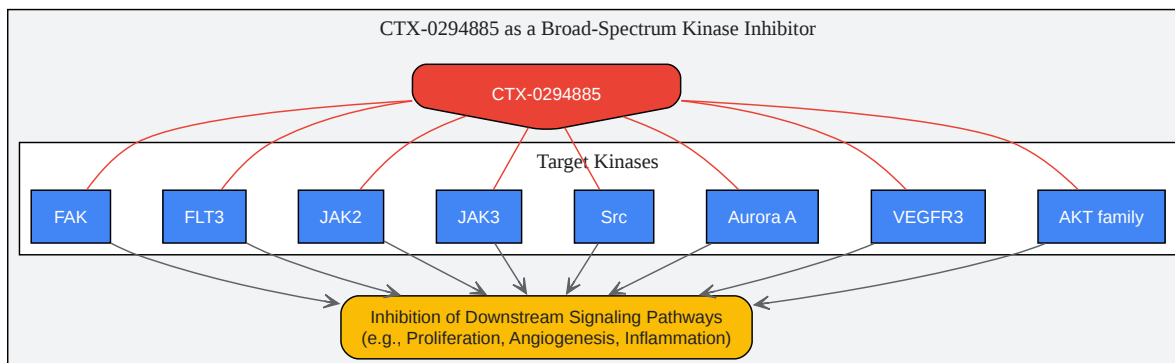 CTX-0294885 as a Broad-Spectrum Kinase Inhibitor
CTX-0294885
Target Kinases
FAK
FLT3
JAK2
JAK3
Src
Aurora A
VEGFR3
AKT family
Inhibition of Downstream Signaling Pathways
(e.g., Proliferation, Angiogenesis, Inflammation)